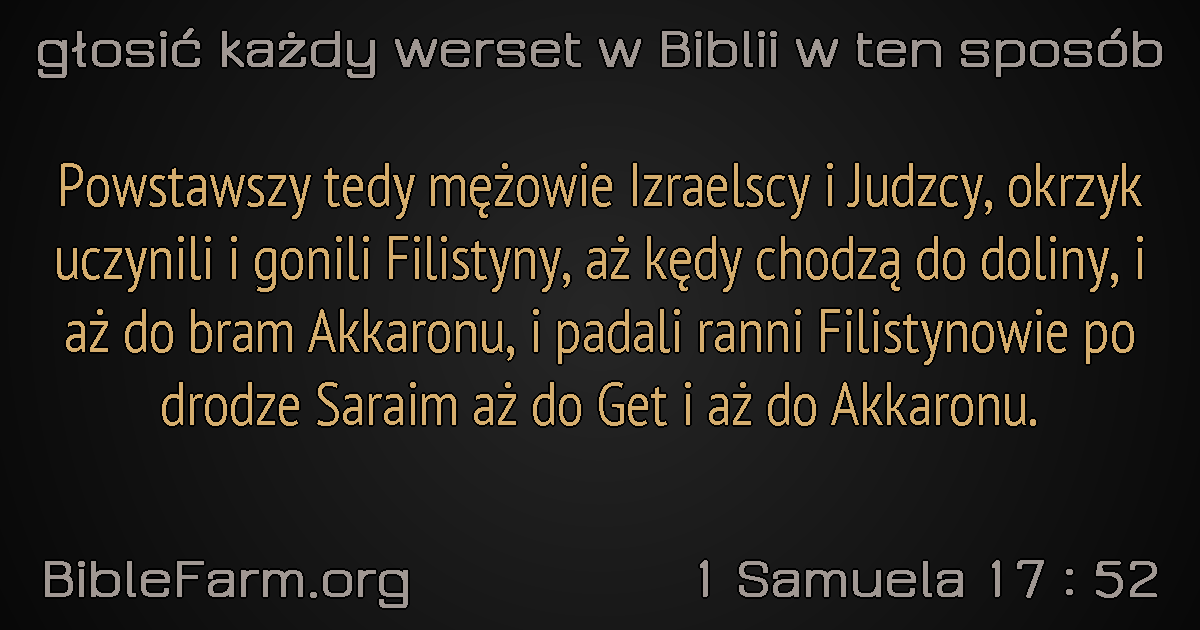 głosić każdy werset w Biblii w ten sposób
Powstawszy tedy mężowie Izraelscy i Judzcy, okrzyk
uczynili i gonili Filistyny, aż kędy chodzą do doliny, i
aż do bram Akkaronu, i padali ranni Filistynowie po
drodze Saraim aż do Get i aż do Akkaronu.
BibleFarm.org
1 Samuela 17 : 52